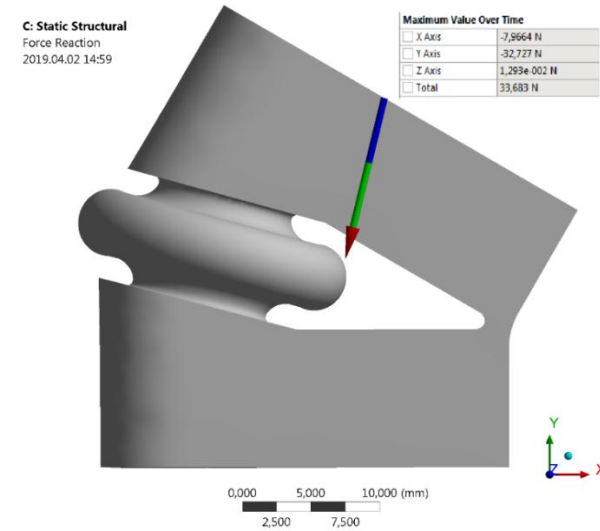 C: Static Structural
Force Reaction
2019.04.02 14:59
Maximum Value Over Time
X Axis -7,9664 N
Y Axis -32,727 N
Z Axis 1,293e-002 N
Total 33,683 N
Y
Z
X
0,000 5,000 10,000 (mm)
2,500 7,500